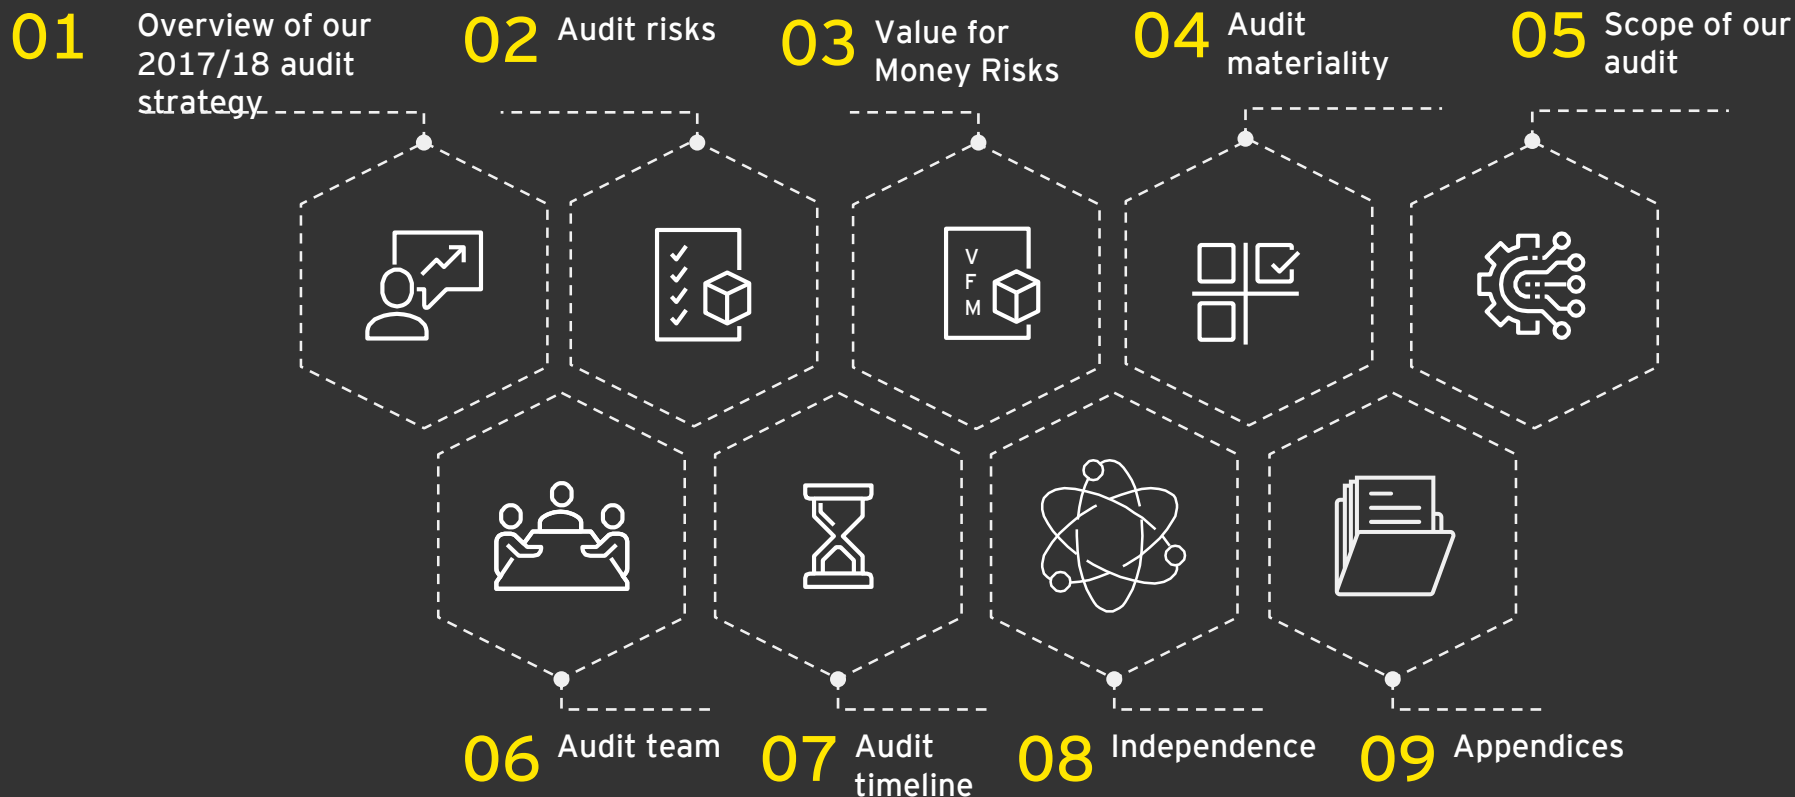 01
Overview of our
2017/18 audit
strategy
02
Audit risks
03
Value for
Money Risks
04
Audit
materiality
05
Scope of our
audit
V
F
M
06
Audit team
07
Audit
timeline
08
Independence
09
Appendices